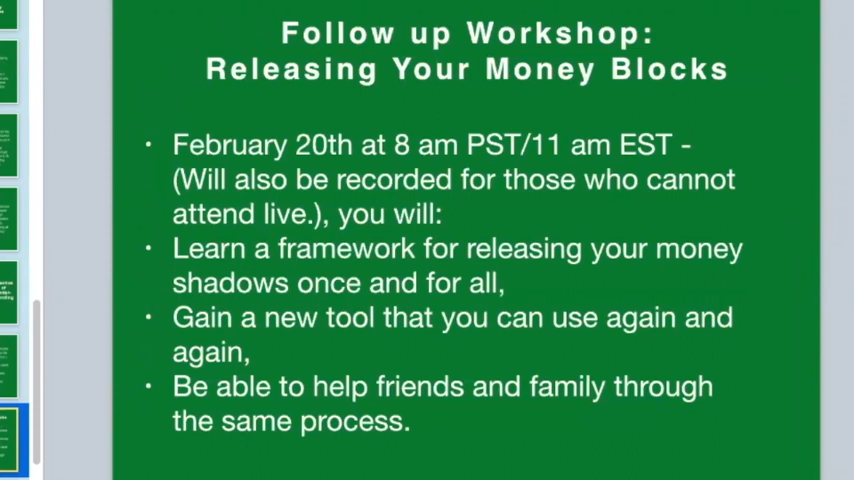 Follow up Workshop:
Releasing Your Money Blocks
· February 20th at 8 am PST/11 am EST -
(Will also be recorded for those who cannot
attend live.), you will:
· Learn a framework for releasing your money
shadows once and for all,
· Gain a new tool that you can use again and
again,
· Be able to help friends and family through
the same process.